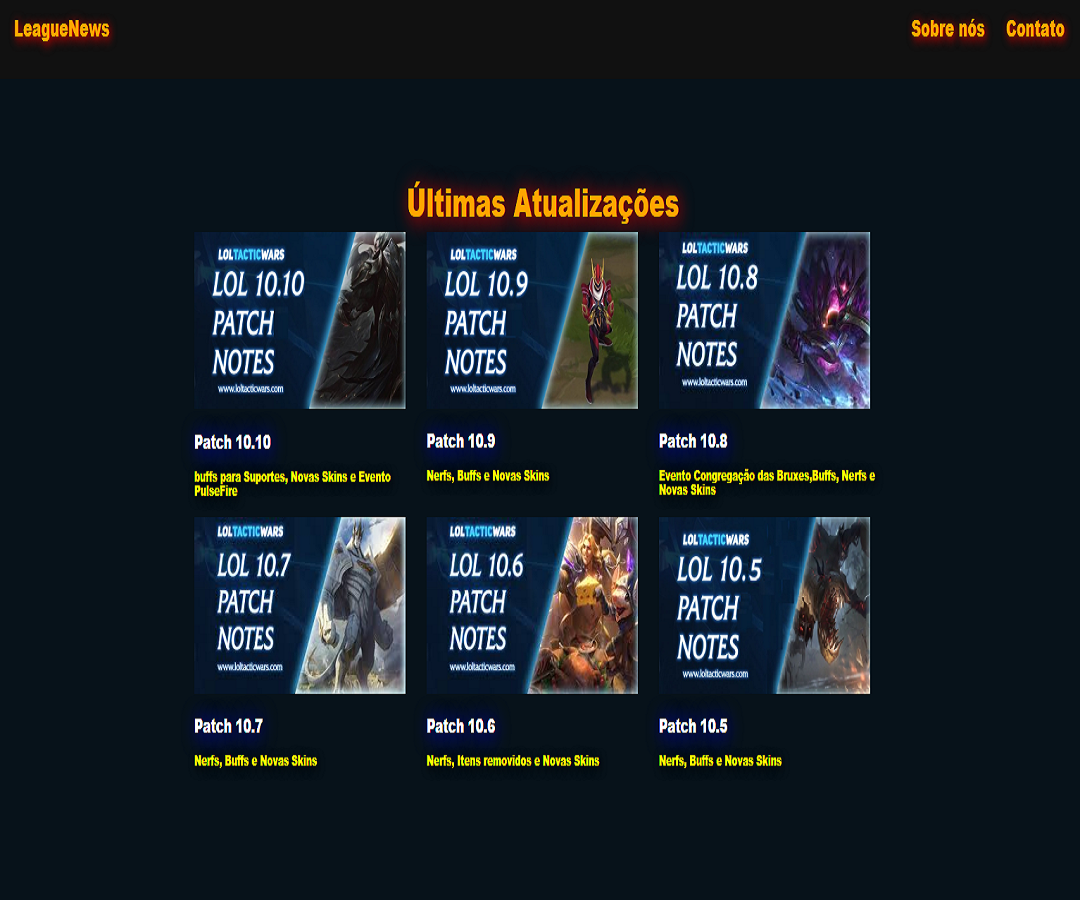 LeagueNews
Sobre nós
Contato
Últimas Atualizações
LOLTACTICWARS
LOL 10.10
PATCH
NOTES
www.loltacticwars.com
LOLTACTICWARS
LOL 10.9
PATCH
NOTES
www.loltacticwars.com
LOLTACTICWARS
LOL 10.8
PATCH
NOTES
www.loltacticwars.com
Patch 10.10
buffs para Suportes, Novas Skins e Evento
PulseFire
Patch 10.9
Nerfs, Buffs e Novas Skins
Patch 10.8
Evento Congregação das Bruxes,Buffs, Nerfs e
Novas Skins
LOLTACTICWARS
LOL 10.7
PATCH
NOTES
www.loltacticwars.com
LOLTACTICWARS
LOL 10.6
PATCH
NOTES
www.loltacticwars.com
LOLTACTICWARS
LOL 10.5
PATCH
NOTES
www.loltacticwars.com
Patch 10.7
Nerfs, Buffs e Novas Skins
Patch 10.6
Nerfs, Itens removidos e Novas Skins
Patch 10.5
Nerfs, Buffs e Novas Skins